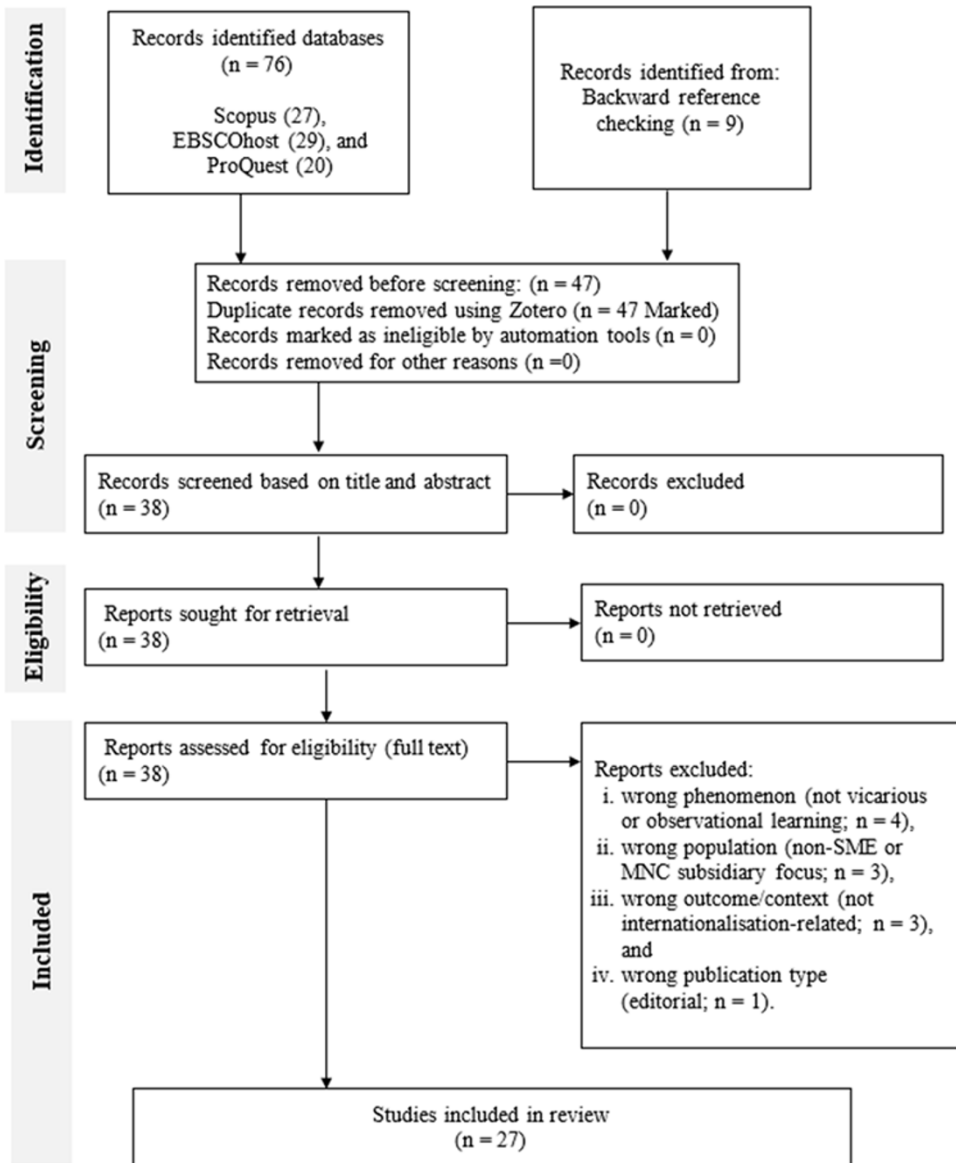 Identification
Records identified databases
(n = 76)
Scopus (27),
EBSCOhost (29), and
ProQuest (20)
Records identified from:
Backward reference
checking (n = 9)
Screening
Records removed before screening: (n = 47)
Duplicate records removed using Zotero (n = 47 Marked)
Records marked as ineligible by automation tools (n = 0)
Records removed for other reasons (n =0)
Records screened based on title and abstract
(n = 38)
Records excluded
(n = 0)
Eligibility
Reports sought for retrieval
(n = 38)
Reports not retrieved
(n = 0)
Included
Reports assessed for eligibility (full text)
(n = 38)
Reports excluded:
i. wrong phenomenon (not vicarious
or observational learning; n = 4),
ii. wrong population (non-SME or
MNC subsidiary focus; n = 3),
iii. wrong outcome/context (not
internationalisation-related; n = 3),
and
iv. wrong publication type
(editorial; n = 1).
Studies included in review
(n = 27)